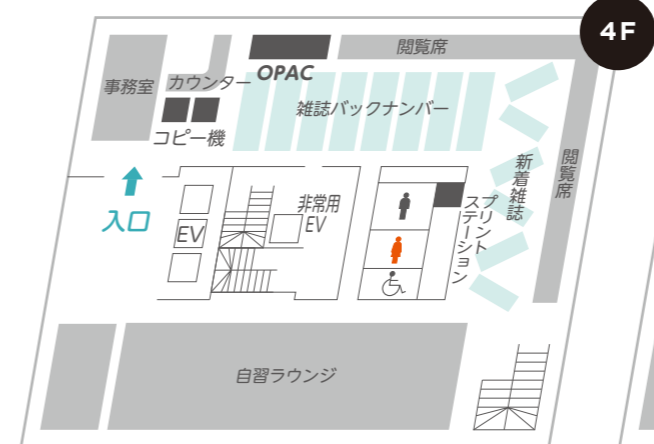 4F
閲覧席
OPAC
カウンター
事務室
雑誌バックナンバー
コピー機
新着雑誌
閲覧席
入口
EV
非常用
EV
プリント
ステーション
自習ラウンジ